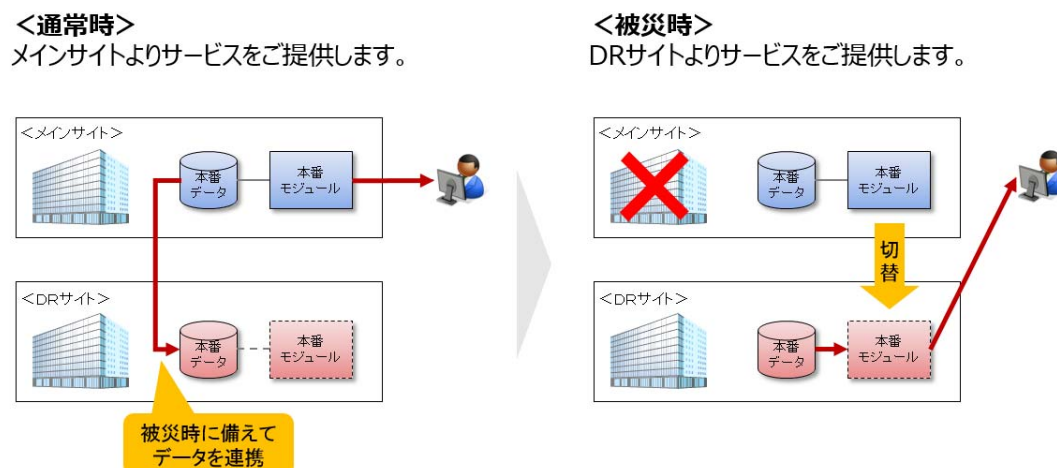 <通常時>
メインサイトよりサービスをご提供します。
<メインサイト>
本番
データ
本番
モジュール
<DRサイト>
本番
データ
本番
モジュール
被災時に備えて
データを連携
<被災時>
DRサイトよりサービスをご提供します。
<メインサイト>
本番
データ
本番
モジュール
切
替
<DRサイト>
本番
データ
本番
モジュール